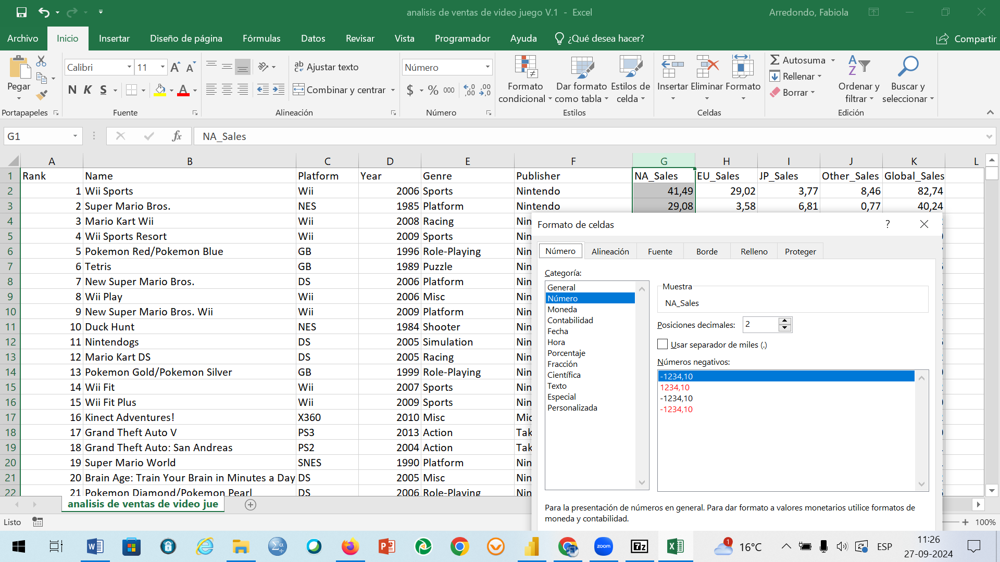 analisis de ventas de video juego V.1 - Excel
Arredondo, Fabiola
Archivo Inicio Insertar Diseño de página Fórmulas Datos Revisar Vista Programador Ayuda ¿Qué desea hacer? Compartir
Pegar
Portapapeles
Calibri 11
N K S
Fuente
Ajustar texto
Combinar y centrar
Alineación
Número
$ % 000
Número
Formato condicional
Dar formato como tabla
Estilos de celda
Estilos
Insertar Eliminar Formato
Celdas
Autosuma
Rellenar
Borrar
Ordenar y filtrar
Buscar y seleccionar
Edición
G1 fx NA_Sales
A B C D E F G H I J K L
1 Rank Name Platform Year Genre Publisher NA_Sales EU_Sales JP_Sales Other_Sales Global_Sales
2 1 Wii Sports Wii 2006 Sports Nintendo 41,49 29,02 3,77 8,46 82,74
3 2 Super Mario Bros. NES 1985 Platform Nintendo 29,08 3,58 6,81 0,77 40,24
4 3 Mario Kart Wii Wii 2008 Racing Nin
5 4 Wii Sports Resort Wii 2009 Sports Nin
6 5 Pokemon Red/Pokemon Blue GB 1996 Role-Playing Nin
7 6 Tetris GB 1989 Puzzle Nin
8 7 New Super Mario Bros. DS 2006 Platform Nin
9 8 Wii Play Wii 2006 Misc Nin
10 9 New Super Mario Bros. Wii Wii 2009 Platform Nin
11 10 Duck Hunt NES 1984 Shooter Nin
12 11 Nintendogs DS 2005 Simulation Nin
13 12 Mario Kart DS DS 2005 Racing Nin
14 13 Pokemon Gold/Pokemon Silver GB 1999 Role-Playing Nin
15 14 Wii Fit Wii 2007 Sports Nin
16 15 Wii Fit Plus Wii 2009 Sports Nin
17 16 Kinect Adventures! X360 2010 Misc Mic
18 17 Grand Theft Auto V PS3 2013 Action Tak
19 18 Grand Theft Auto: San Andreas PS2 2004 Action Tak
20 19 Super Mario World SNES 1990 Platform Nin
21 20 Brain Age: Train Your Brain in Minutes a Day DS 2005 Misc Nin
22 21 Pokemon Diamond/Pokemon Pearl DS 2006 Role-Playing Nin
Formato de celdas ?
Número Alineación Fuente Borde Relleno Proteger
Categoría:
General
Número
Moneda
Contabilidad
Fecha
Hora
Porcentaje
Fracción
Científica
Texto
Especial
Personalizada
Muestra
NA_Sales
Posiciones decimales: 2
Usar separador de miles (.)
Números negativos:
-1234,10
1234,10
-1234,10
-1234,10
Para la presentación de números en general. Para dar formato a valores monetarios utilice formatos de
moneda y contabilidad.
analisis de ventas de video jue
Listo
100%
zoom
7z
1
16°C
ESP
11:26
27-09-2024